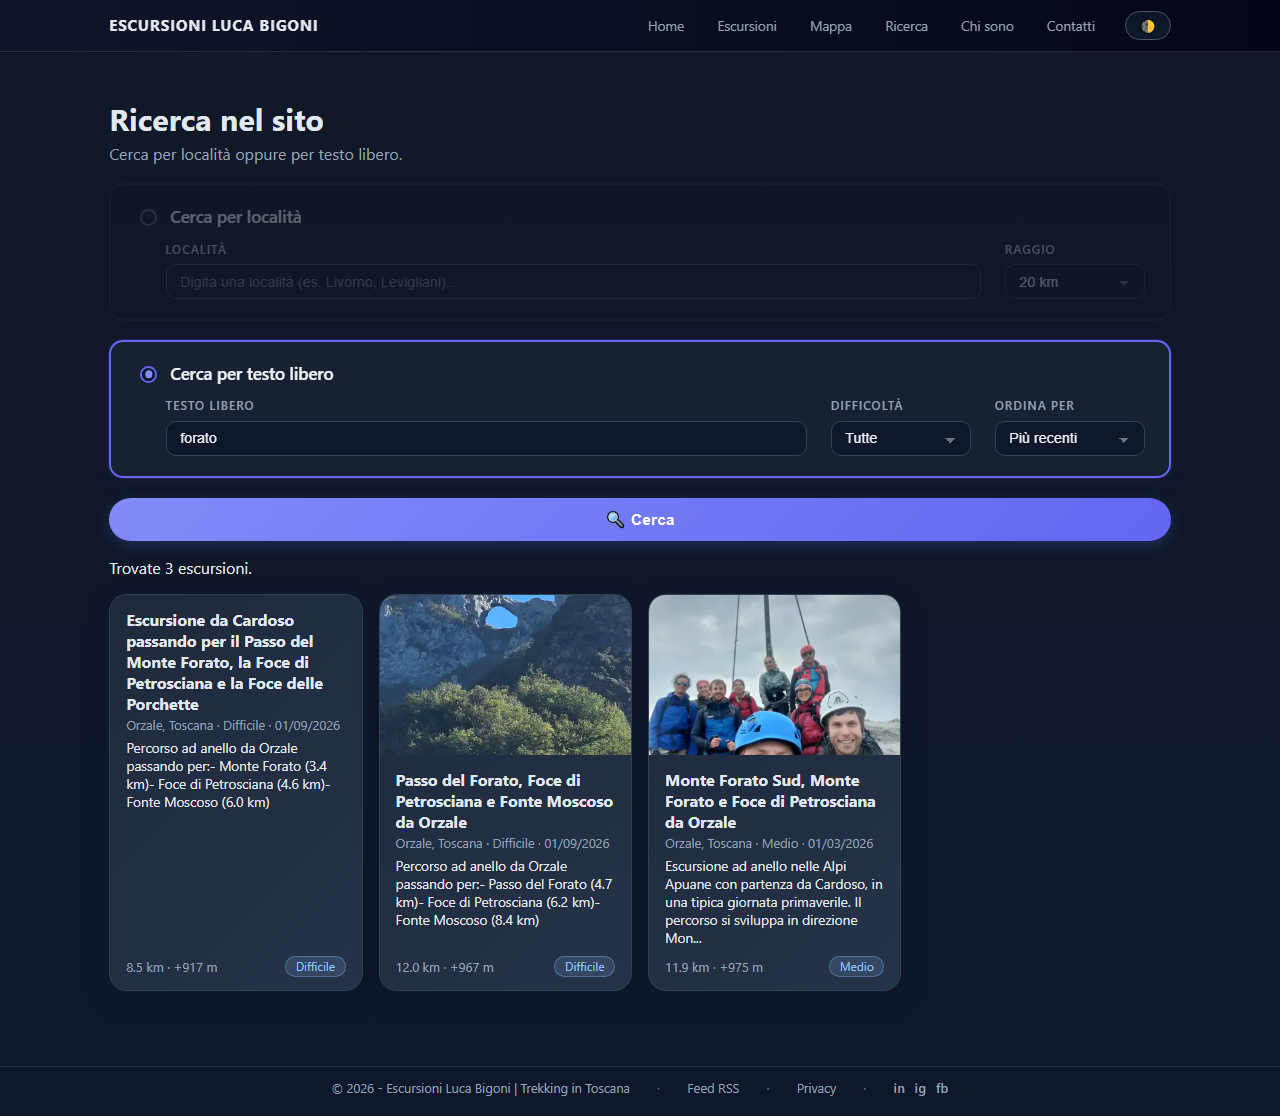 ESCURSIONI LUCA BIGONI
Home
Escursioni
Mappa
Ricerca
Chi sono
Contatti
Ricerca nel sito
Cerca per località oppure per testo libero.
Cerca per località
LOCALITÀ
RAGGIO
Digita una località (es. Livorno, Levigliani)...
20 km
Cerca per testo libero
TESTO LIBERO
DIFFICOLTÀ
ORDINA PER
forato
Tutte
Più recenti
Cerca
Trovate 3 escursioni.
Escursione da Cardoso
passando per il Passo del
Monte Forato, la Foce di
Petrosciana e la Foce delle
Porchette
Orzale, Toscana · Difficile · 01/09/2026
Percorso ad anello da Orzale
passando per:- Monte Forato (3.4
km)- Foce di Petrosciana (4.6 km)-
Fonte Moscoso (6.0 km)
8.5 km · +917 m
Difficile
Passo del Forato, Foce di
Petrosciana e Fonte Moscoso
da Orzale
Orzale, Toscana · Difficile · 01/09/2026
Percorso ad anello da Orzale
passando per:- Passo del Forato (4.7
km)- Foce di Petrosciana (6.2 km)-
Fonte Moscoso (8.4 km)
12.0 km · +967 m
Difficile
Monte Forato Sud, Monte
Forato e Foce di Petrosciana
da Orzale
Orzale, Toscana · Medio · 01/03/2026
Escursione ad anello nelle Alpi
Apuane con partenza da Cardoso, in
una tipica giornata primaverile. Il
percorso si sviluppa in direzione
Mon...
11.9 km · +975 m
Medio
© 2026 - Escursioni Luca Bigoni | Trekking in Toscana · Feed RSS · Privacy · in ig fb